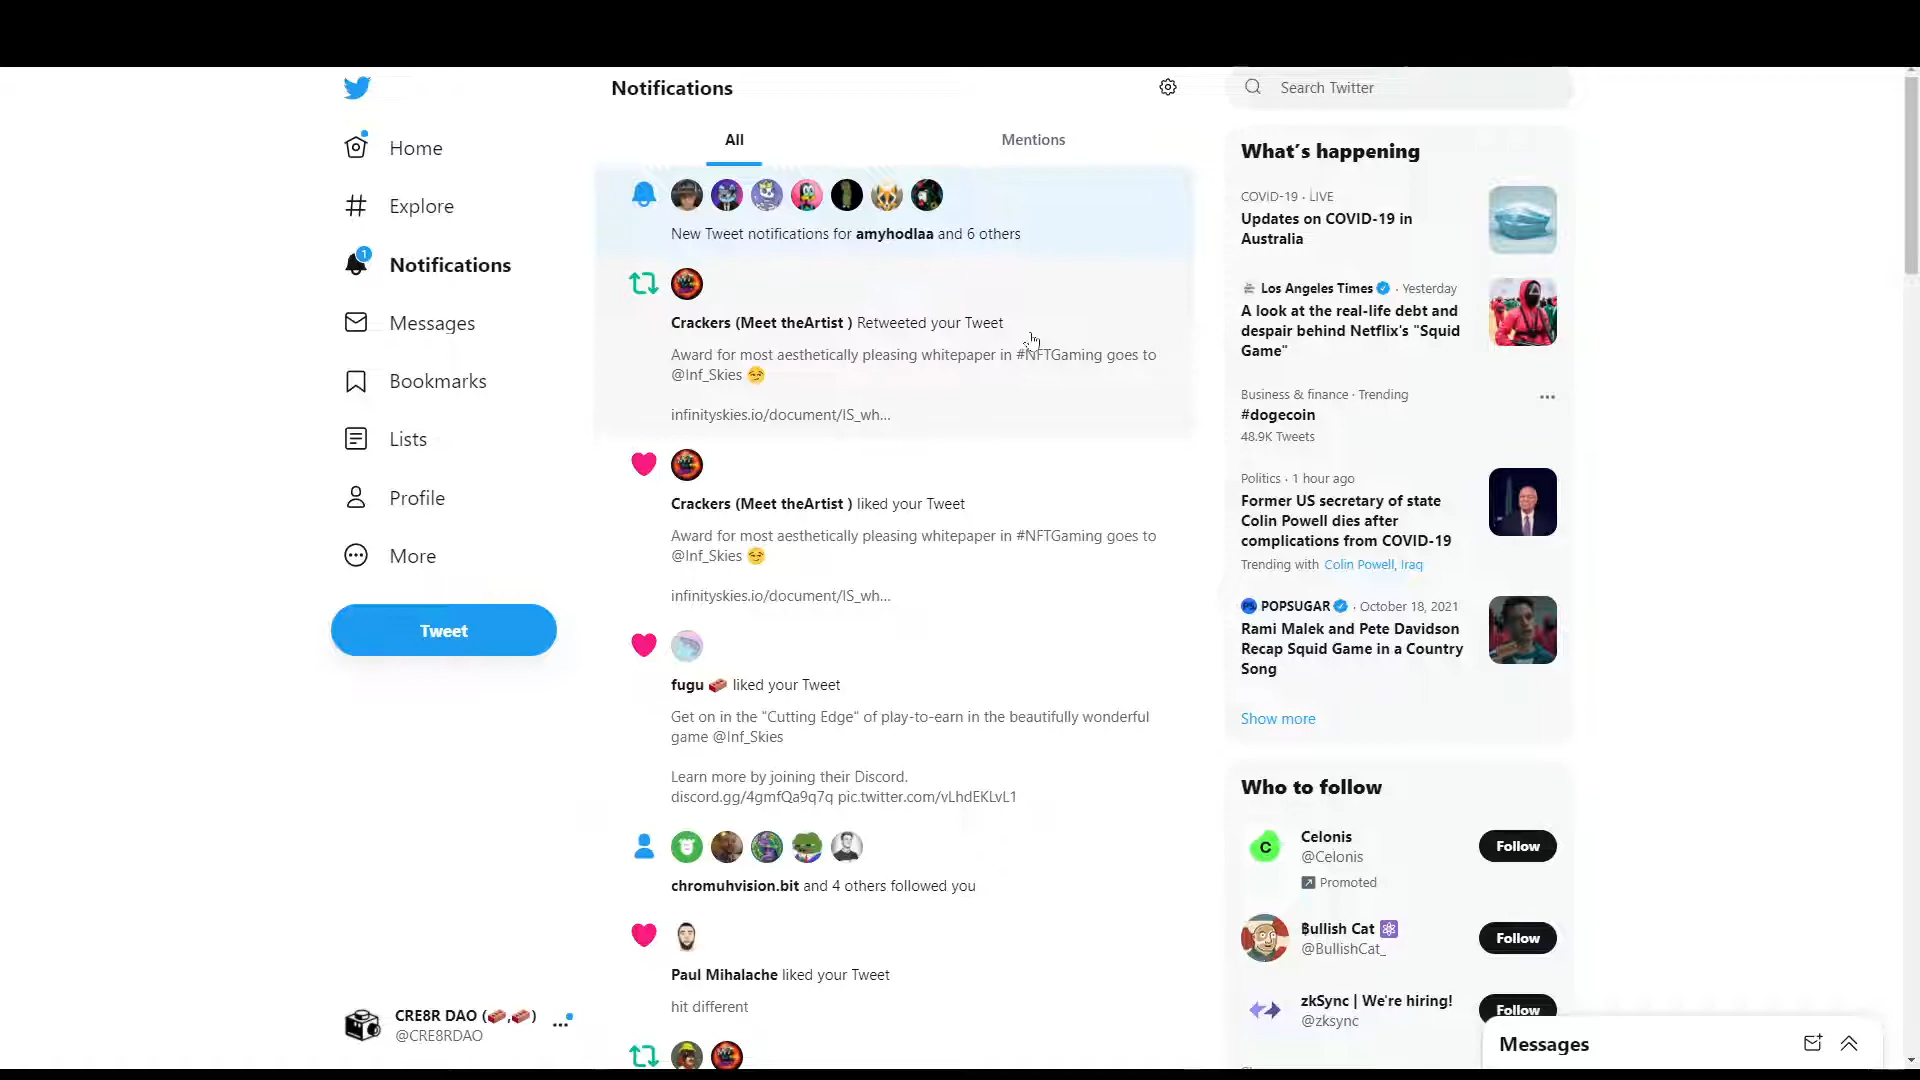 Home
Explore
1
Notifications
Messages
Bookmarks
Lists
Profile
More
Tweet
CRE8R DAO (🧱,🧱)
@CRE8RDAO
Notifications
All
Mentions
New Tweet notifications for amyhodlaa and 6 others
Crackers (Meet theArtist ) Retweeted your Tweet
Award for most aesthetically pleasing whitepaper in #NFTGaming goes to
@Inf_Skies 😏
infinityskies.io/document/IS_wh...
Crackers (Meet theArtist ) liked your Tweet
Award for most aesthetically pleasing whitepaper in #NFTGaming goes to
@Inf_Skies 😏
infinityskies.io/document/IS_wh...
fugu 🧱 liked your Tweet
Get on in the "Cutting Edge" of play-to-earn in the beautifully wonderful
game @Inf_Skies
Learn more by joining their Discord.
discord.gg/4gmfQa9q7q pic.twitter.com/vLhdEKLvL1
chromuhvision.bit and 4 others followed you
Paul Mihalache liked your Tweet
hit different
Search Twitter
What's happening
COVID-19 · LIVE
Updates on COVID-19 in
Australia
Los Angeles Times · Yesterday
A look at the real-life debt and
despair behind Netflix's "Squid
Game"
Business & finance · Trending
#dogecoin
48.9K Tweets
Politics · 1 hour ago
Former US secretary of state
Colin Powell dies after
complications from COVID-19
Trending with Colin Powell, Iraq
POPSUGAR · October 18, 2021
Rami Malek and Pete Davidson
Recap Squid Game in a Country
Song
Show more
Who to follow
Celonis
@Celonis
Promoted
Follow
฿ullish Cat ⚛
@BullishCat_
Follow
zkSync | We're hiring!
@zksync
Follow
Messages